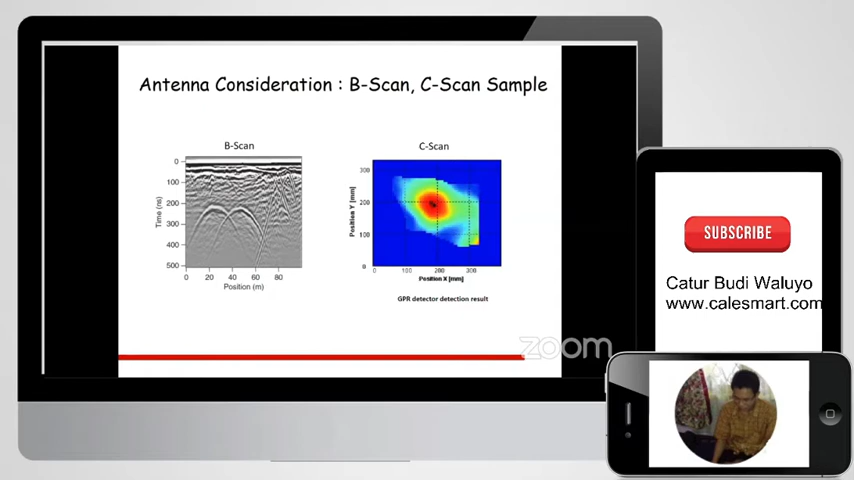 Antenna Consideration : B-Scan, C-Scan Sample
B-Scan
0
100
200
300
400
500
Time (ns)
0 20 40 60 80
Position (m)
C-Scan
300
200
100
0
Position Y [mm]
0 100 200 300
Position X [mm]
GPR detector detection result
zoom
SUBSCRIBE
Catur Budi Waluyo
www.calesmart.com